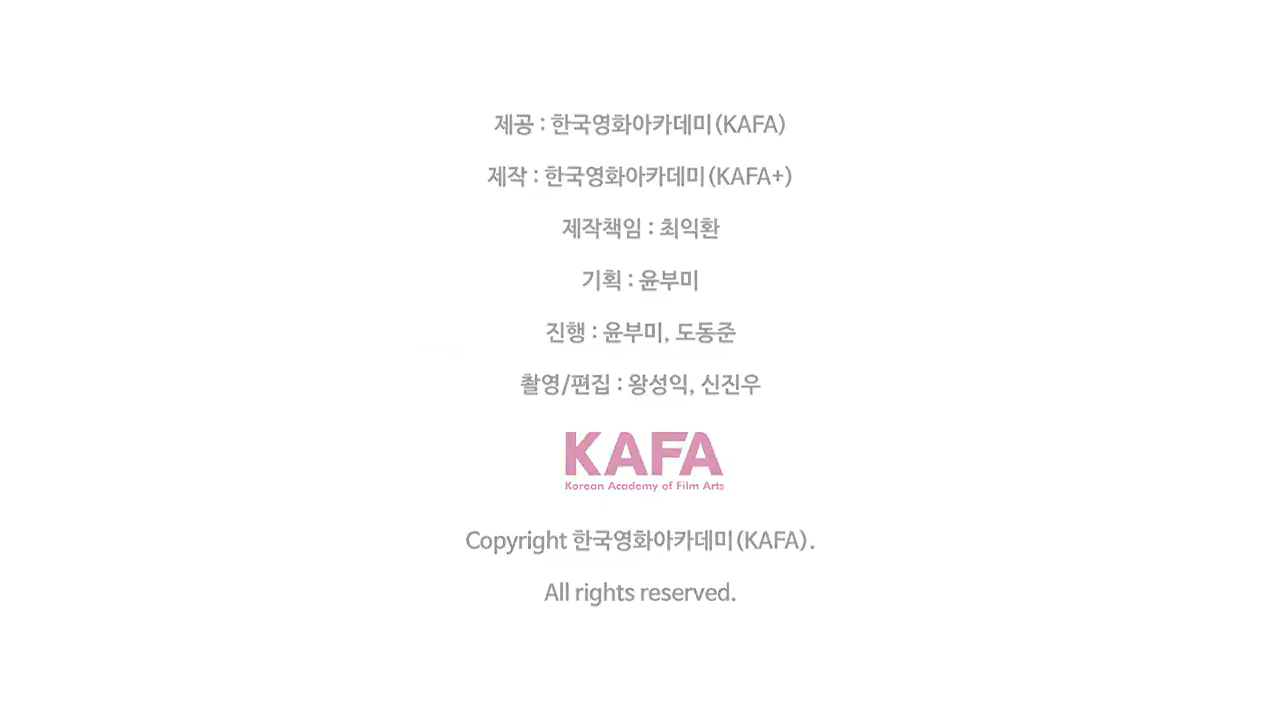 제공 : 한국영화아카데미(KAFA)
제작 : 한국영화아카데미(KAFA+)
제작책임 : 최익환
기획 : 윤부미
진행 : 윤부미, 도동준
촬영/편집 : 왕성익, 신진우
KAFA
Korean Academy of Film Arts
Copyright 한국영화아카데미(KAFA).
All rights reserved.